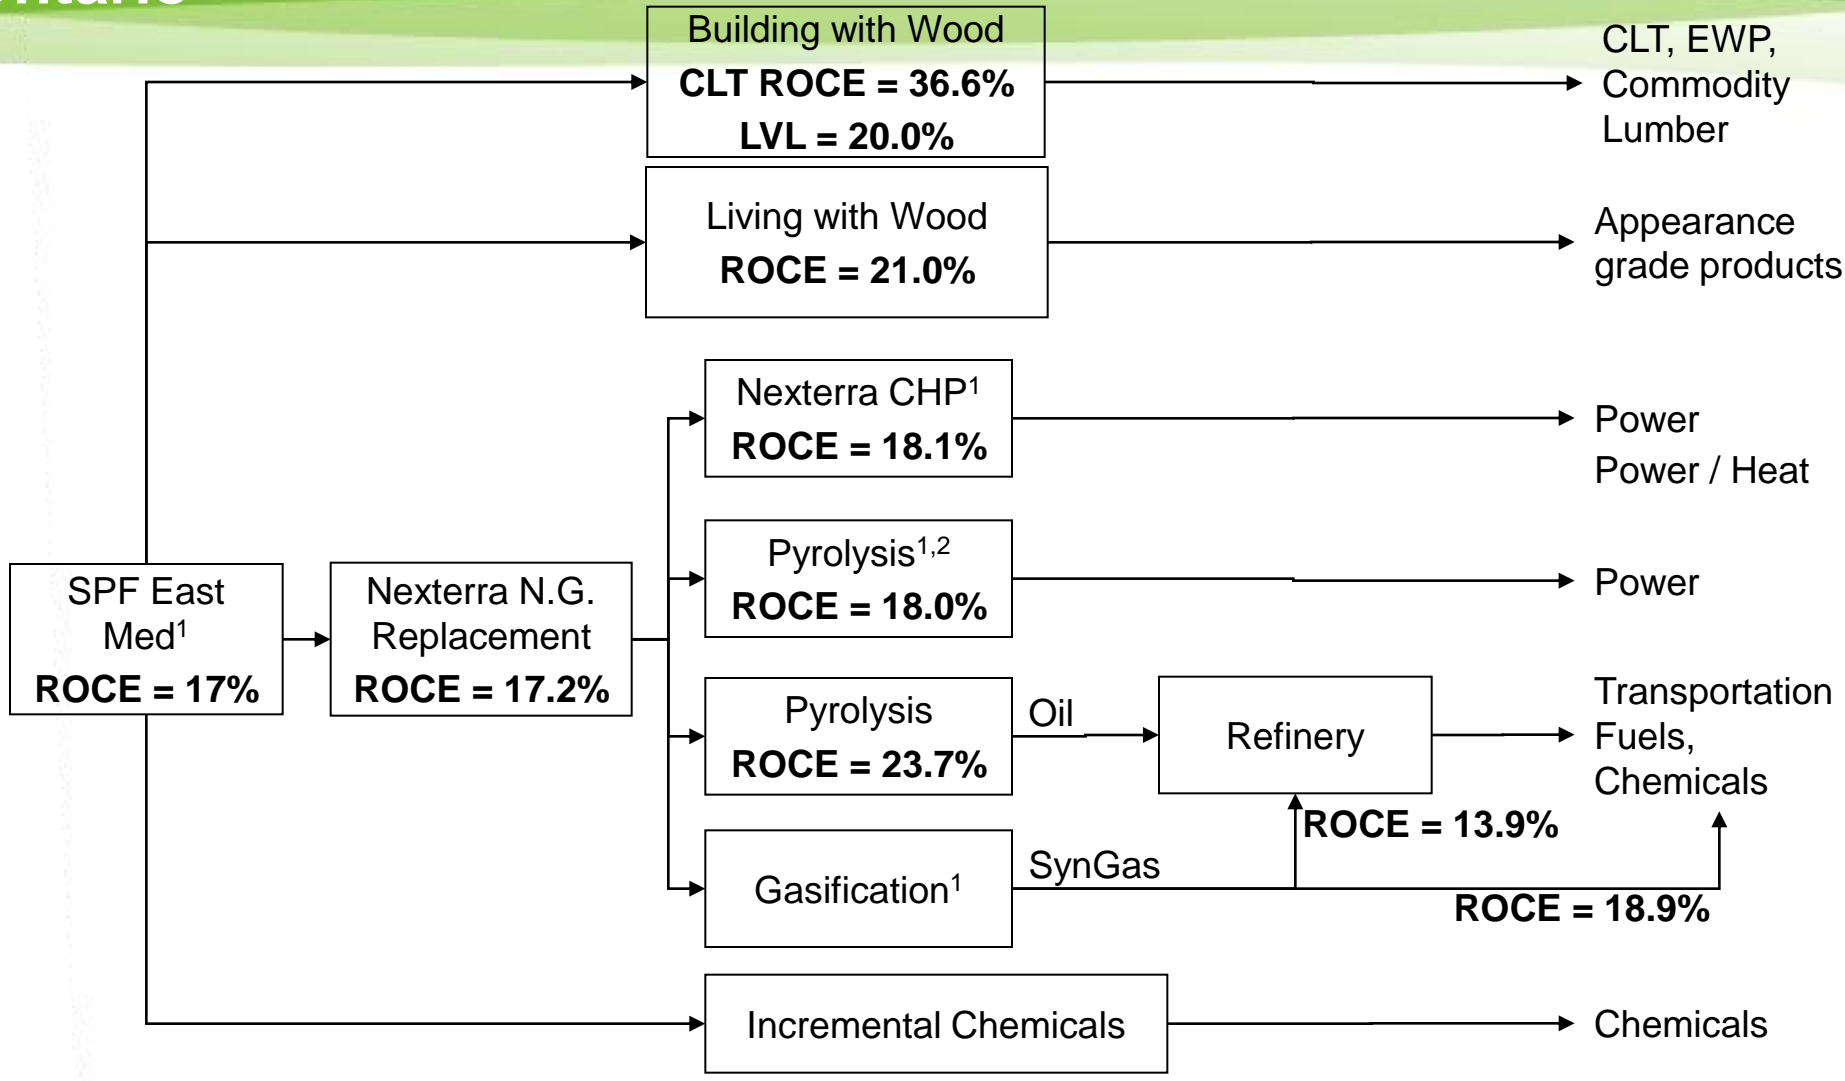 Building with Wood
CLT ROCE = 36.6%
LVL = 20.0%
CLT, EWP,
Commodity
Lumber
Living with Wood
ROCE = 21.0%
Appearance
grade products
Nexterra CHP¹
ROCE = 18.1%
Power
Power / Heat
Pyrolysis¹,²
ROCE = 18.0%
Power
SPF East
Med¹
ROCE = 17%
Nexterra N.G.
Replacement
ROCE = 17.2%
Pyrolysis
ROCE = 23.7%
Oil
Refinery
Transportation
Fuels,
Chemicals
ROCE = 13.9%
Gasification¹
SynGas
ROCE = 18.9%
Incremental Chemicals
Chemicals